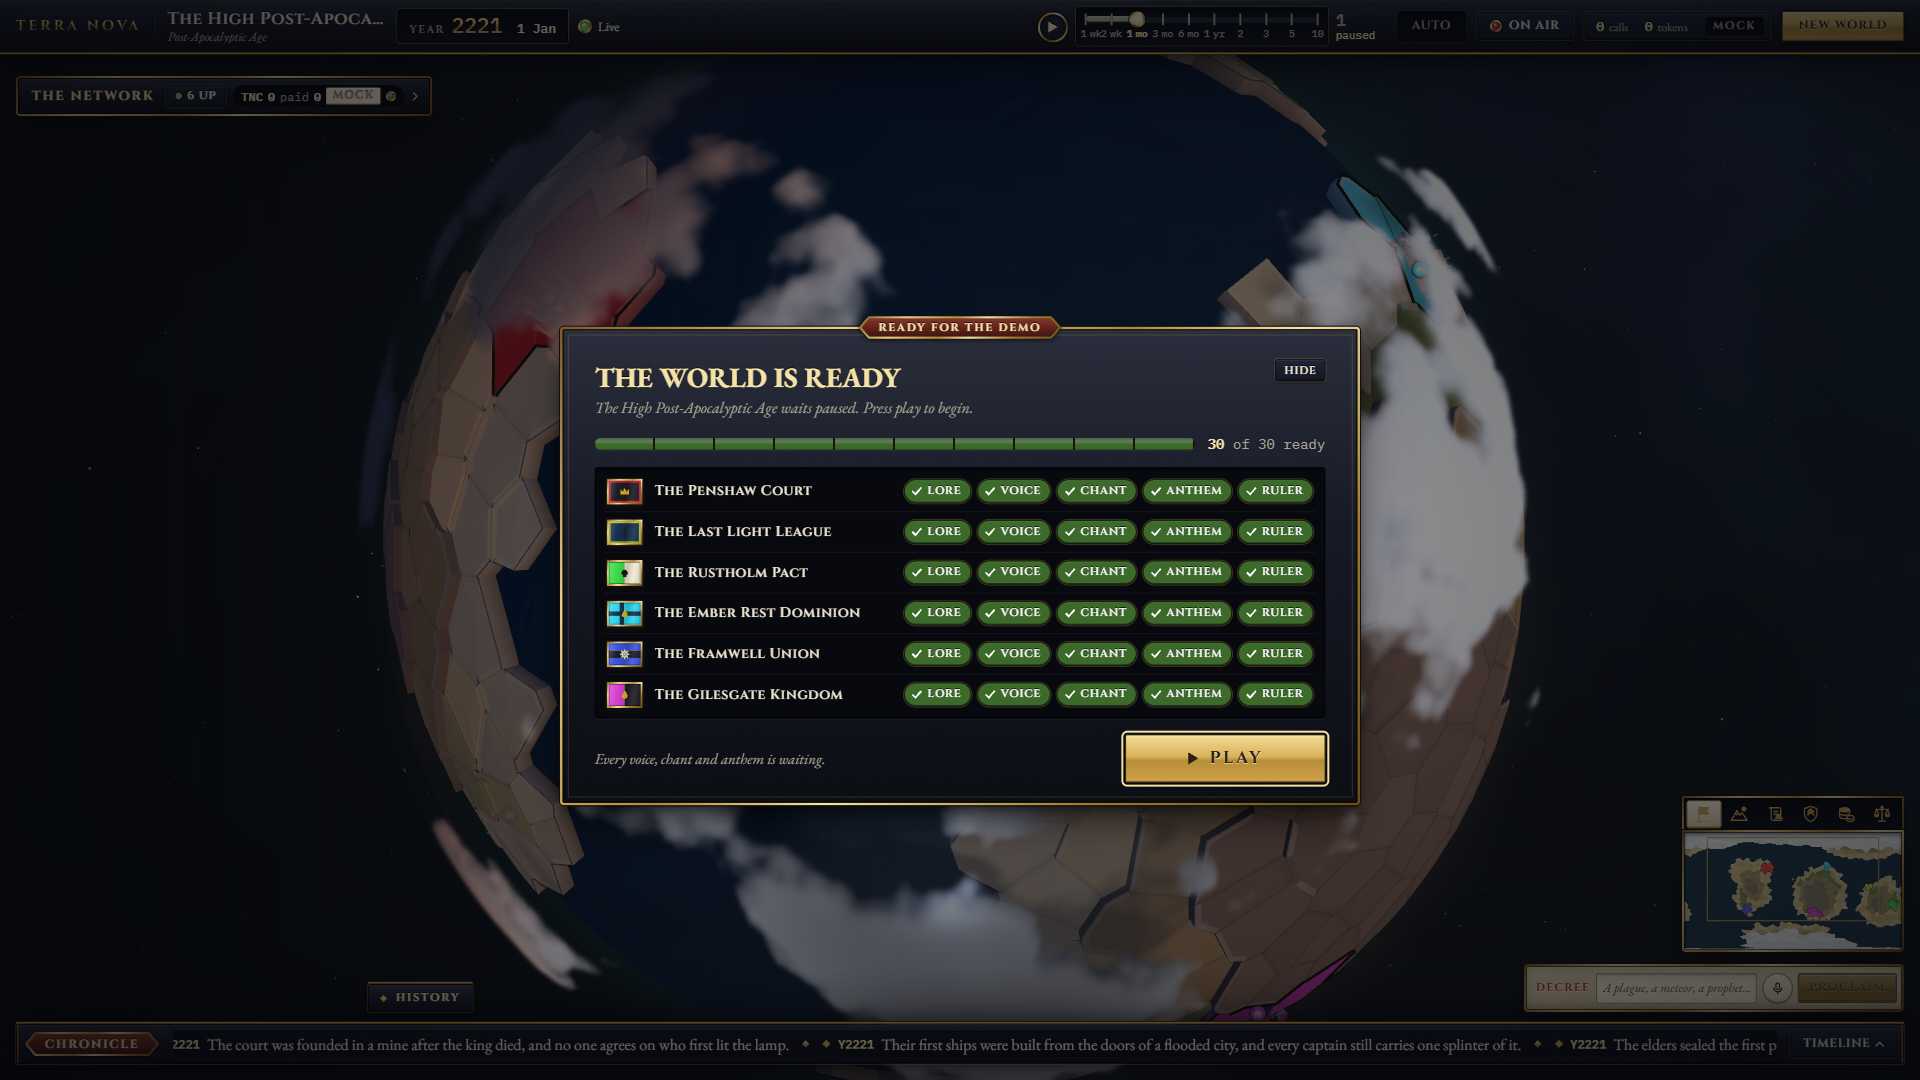 TERRA NOVA
THE HIGH POST-APOCA...
Post-Apocalyptic Age
YEAR 2221 1 Jan
Live
1 wk 2 wk 1 mo 3 mo 6 mo 1 yr 2 3 5 10
1
paused
AUTO
ON AIR
0 calls 0 tokens MOCK
NEW WORLD
THE NETWORK
6 UP
TNC 0 paid 0 MOCK
READY FOR THE DEMO
THE WORLD IS READY
HIDE
The High Post-Apocalyptic Age waits paused. Press play to begin.
30 of 30 ready
THE PENSHAW COURT LORE VOICE CHANT ANTHEM RULER
THE LAST LIGHT LEAGUE LORE VOICE CHANT ANTHEM RULER
THE RUSTHOLM PACT LORE VOICE CHANT ANTHEM RULER
THE EMBER REST DOMINION LORE VOICE CHANT ANTHEM RULER
THE FRAMWELL UNION LORE VOICE CHANT ANTHEM RULER
THE GILESGATE KINGDOM LORE VOICE CHANT ANTHEM RULER
Every voice, chant and anthem is waiting.
PLAY
HISTORY
DECREE A plague, a meteor, a prophet... PROCLAIM
CHRONICLE
2221 The court was founded in a mine after the king died, and no one agrees on who first lit the lamp. Y2221 Their first ships were built from the doors of a flooded city, and every captain still carries one splinter of it. Y2221 The elders sealed the first p
TIMELINE